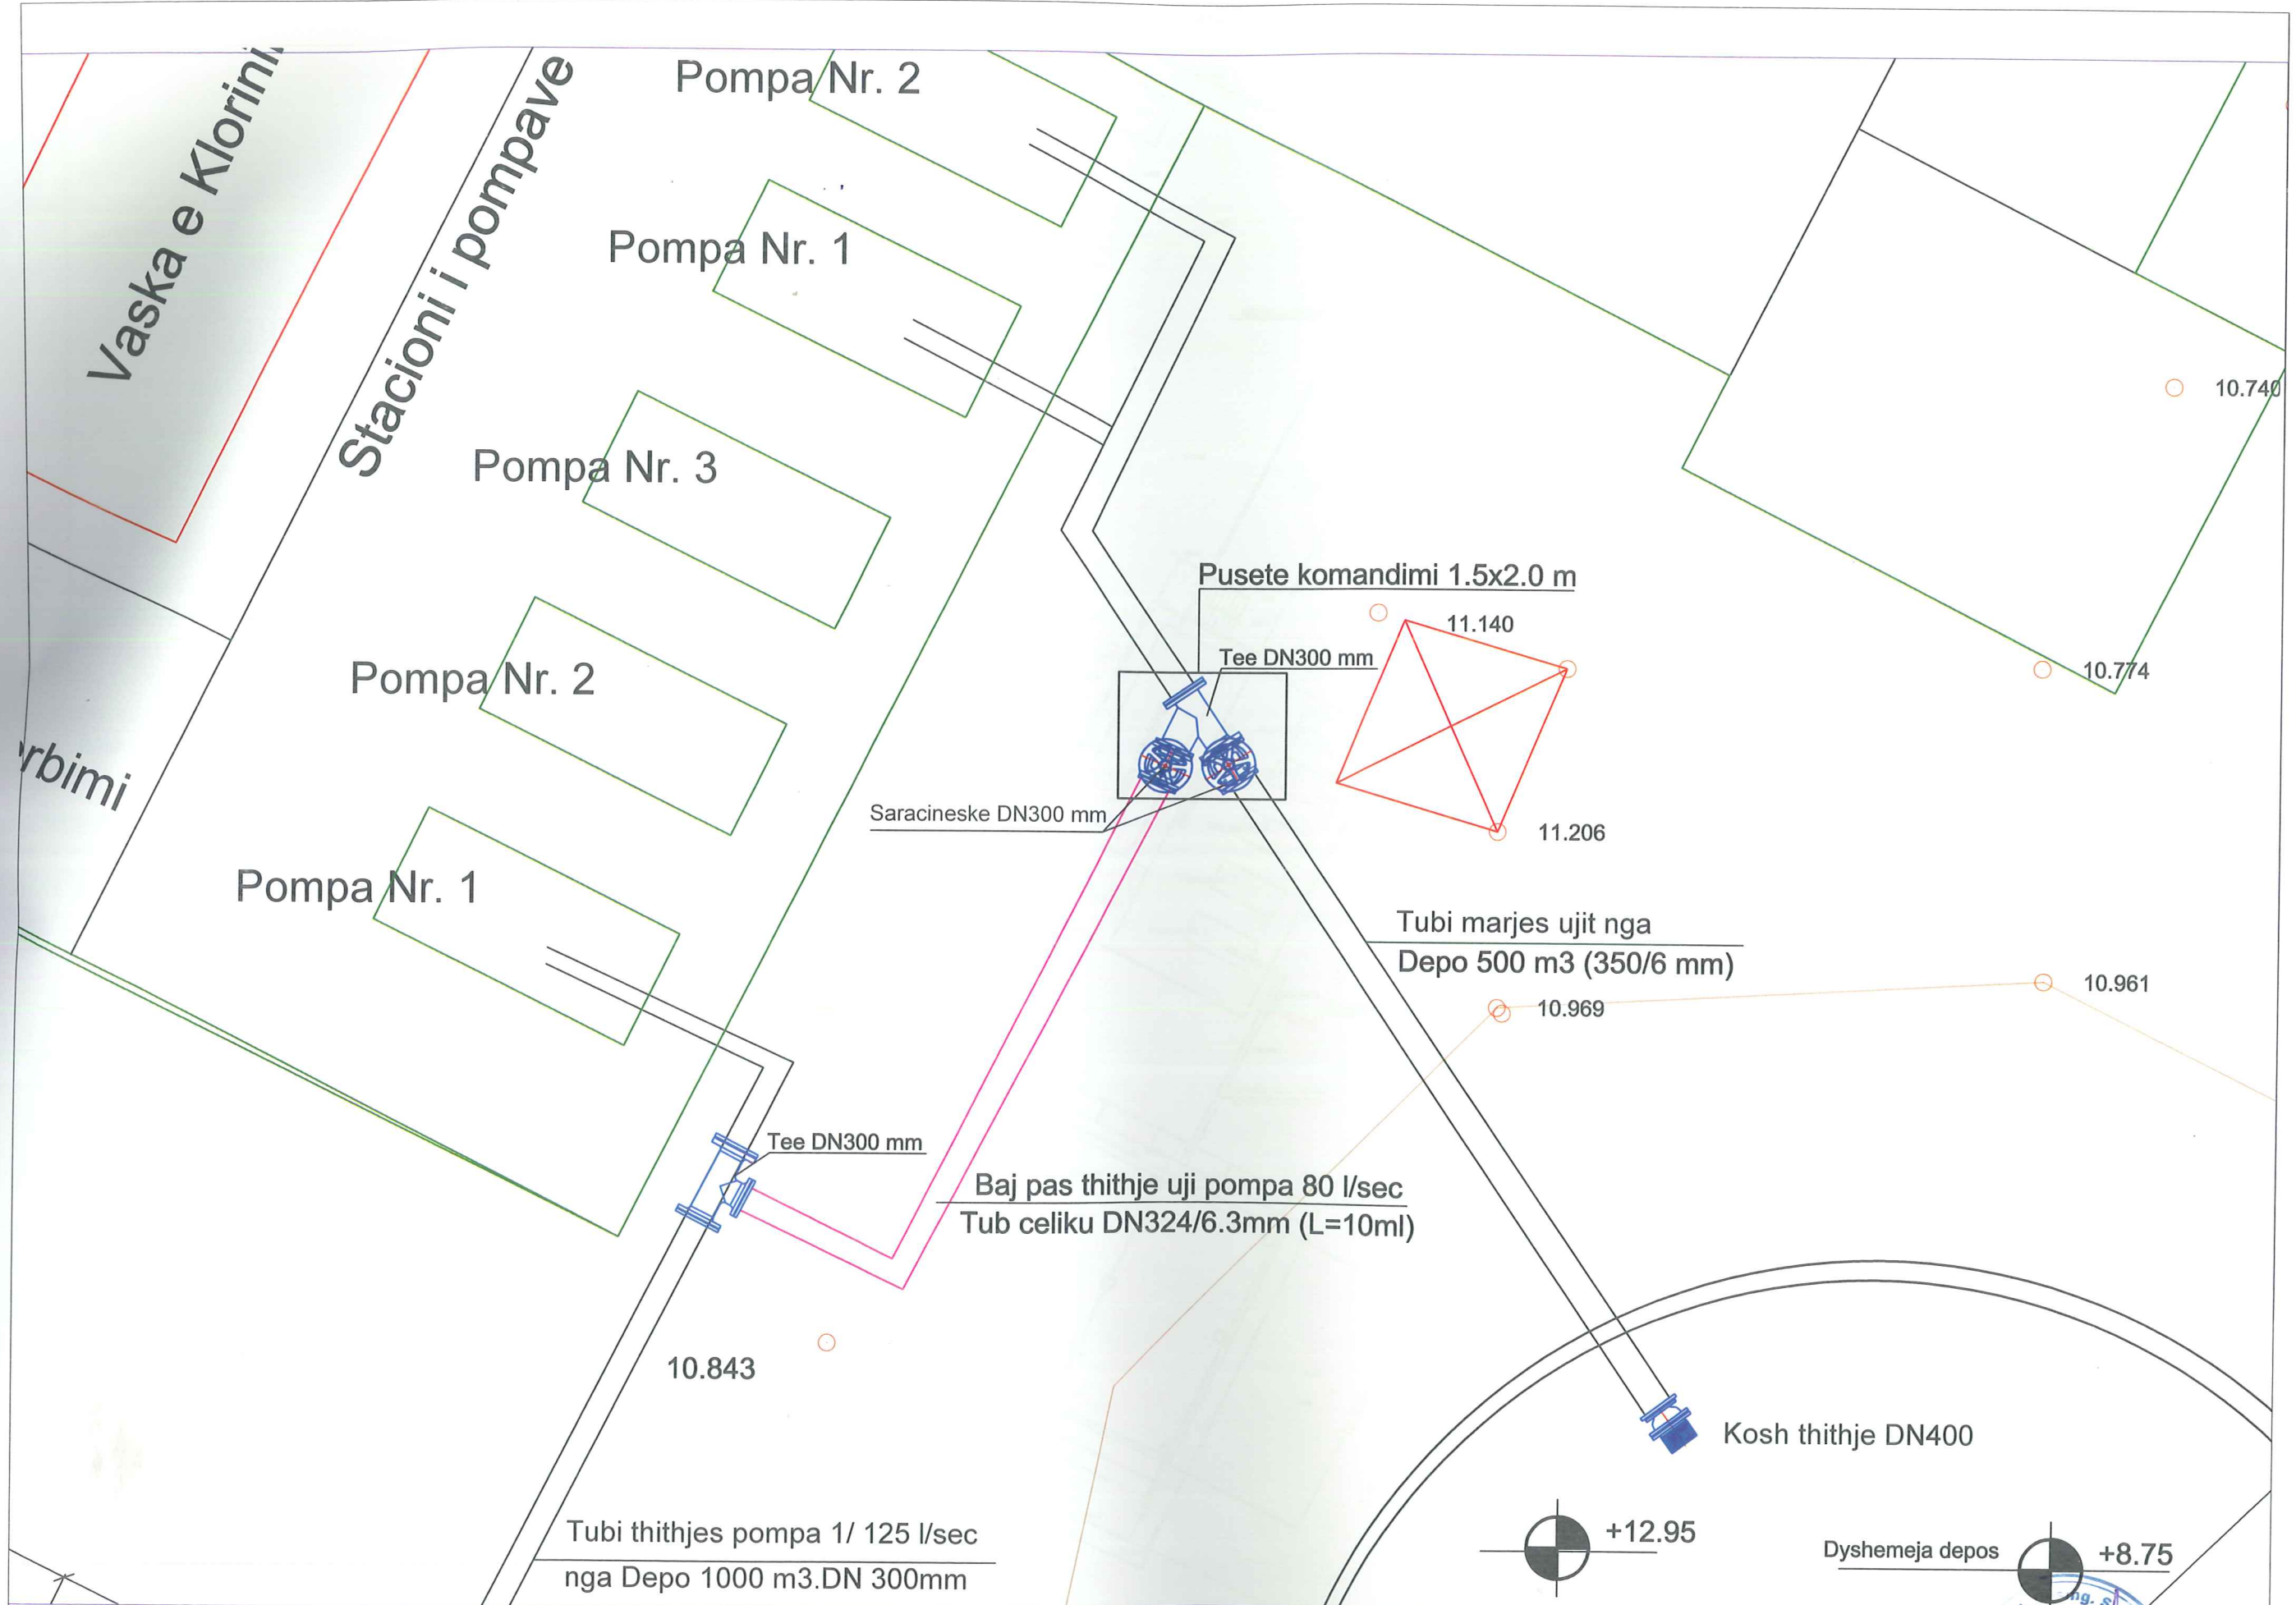 Vaska e
Stacioni i pompave
Pompa Nr. 2
Pompa Nr. 1
Pompa Nr. 3
Pompa Nr. 2
Pompa Nr. 1
10.740
Pusete komandimi 1.5x2.0 m
11.140
Tee DN300 mm
10.774
Saracineske DN300 mm
11.206
Tubi marjes ujit nga
Depo 500 m3 (350/6 mm)
10.961
10.969
Tee DN300 mm
Baj pas thithje uji pompa 80 l/sec
Tub celiku DN324/6.3mm (L=10ml)
10.843
Kosh thithje DN400
Tubi thithjes pompa 1/ 125 l/sec
nga Depo 1000 m3.DN 300mm
+12.95
Dyshemeja depos
+8.75